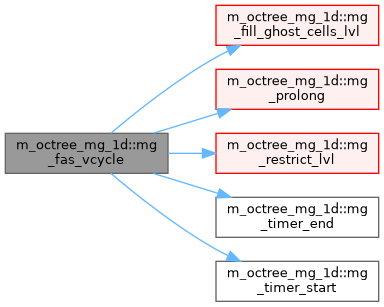 m_octree_mg_1d::mg
_fill_ghost_cells_lvl
m_octree_mg_1d::mg
_prolong
m_octree_mg_1d::mg
_fas_vcycle
m_octree_mg_1d::mg
_restrict_lvl
m_octree_mg_1d::mg
_timer_end
m_octree_mg_1d::mg
_timer_start